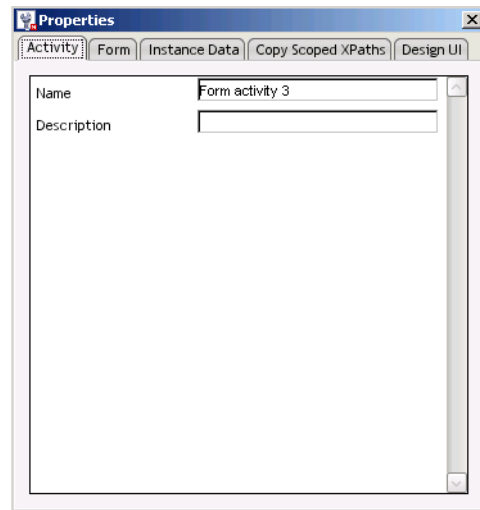 Properties
Activity Form Instance Data Copy Scoped XPaths Design UI
Name Form activity 3
Description